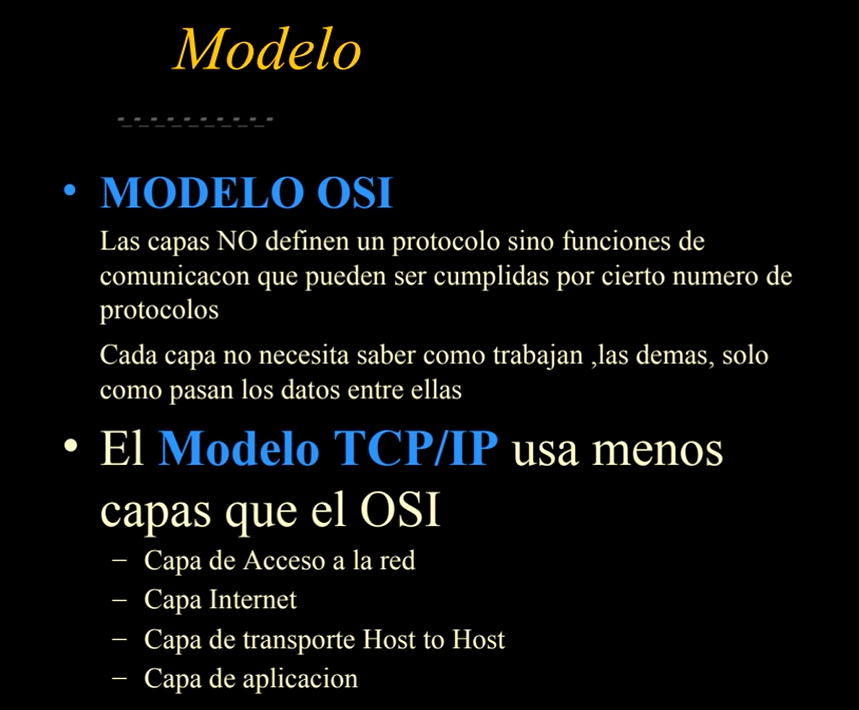 Modelo
• MODELO OSI
Las capas NO definen un protocolo sino funciones de
comunicacon que pueden ser cumplidas por cierto numero de
protocolos
Cada capa no necesita saber como trabajan ,las demas, solo
como pasan los datos entre ellas
• El Modelo TCP/IP usa menos
capas que el OSI
– Capa de Acceso a la red
– Capa Internet
– Capa de transporte Host to Host
– Capa de aplicacion